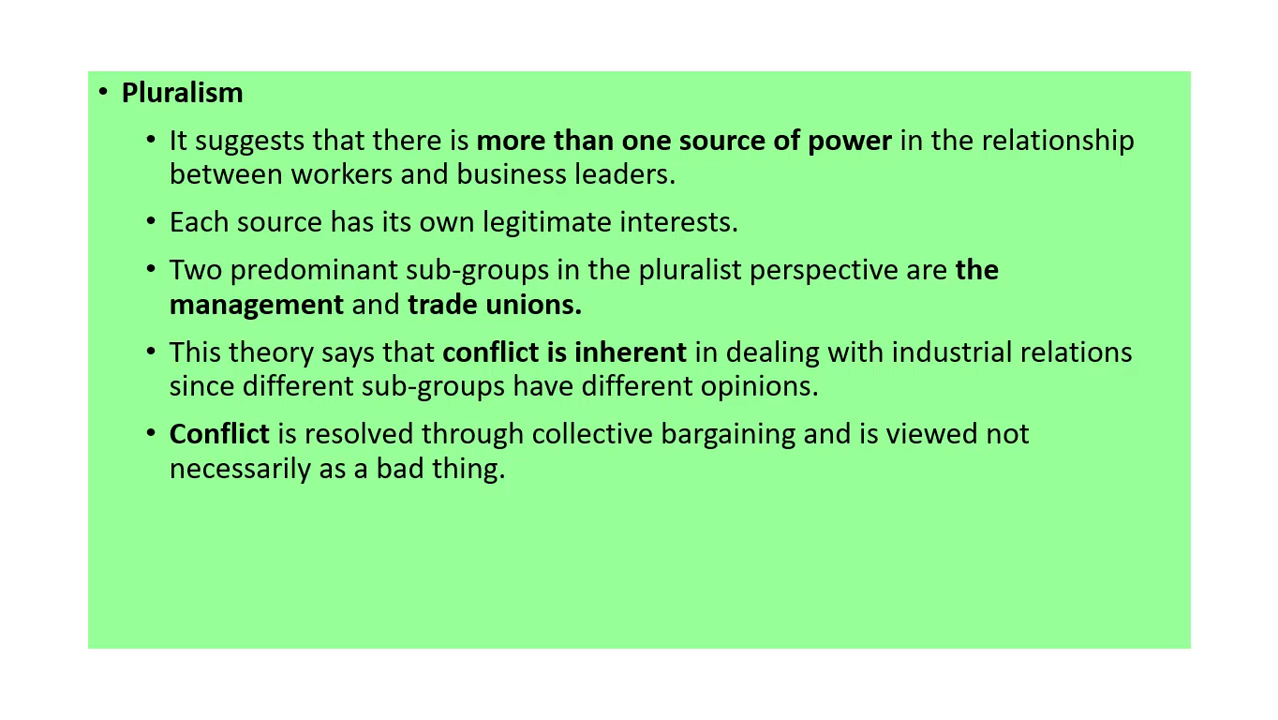 • Pluralism
• It suggests that there is more than one source of power in the relationship
between workers and business leaders.
• Each source has its own legitimate interests.
• Two predominant sub-groups in the pluralist perspective are the
management and trade unions.
• This theory says that conflict is inherent in dealing with industrial relations
since different sub-groups have different opinions.
• Conflict is resolved through collective bargaining and is viewed not
necessarily as a bad thing.